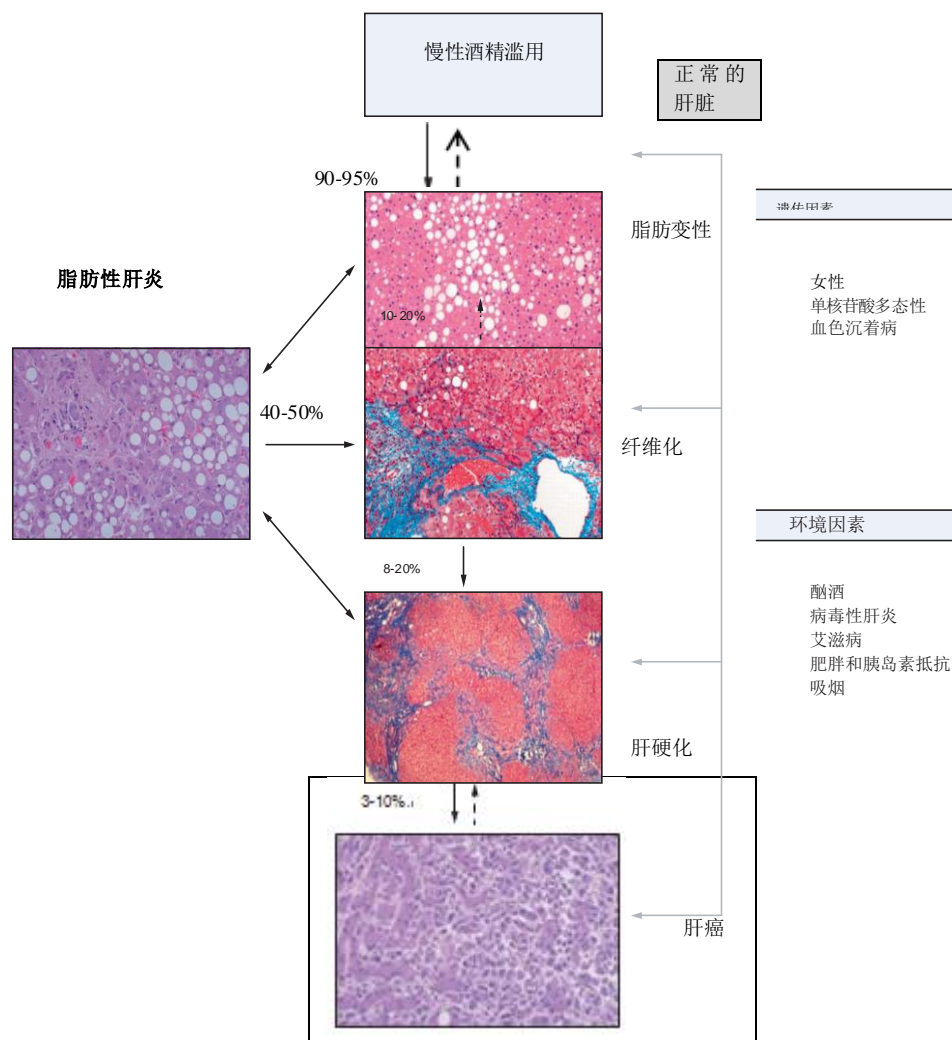 慢性酒精滥用
正常的
肝脏
90-95%
脂肪变性
遗传因素
脂肪性肝炎
女性
单核苷酸多态性
血色沉着病
10-20%
40-50%
纤维化
环境因素
8-20%
酗酒
病毒性肝炎
艾滋病
肥胖和胰岛素抵抗
吸烟
肝硬化
3-10%
肝癌